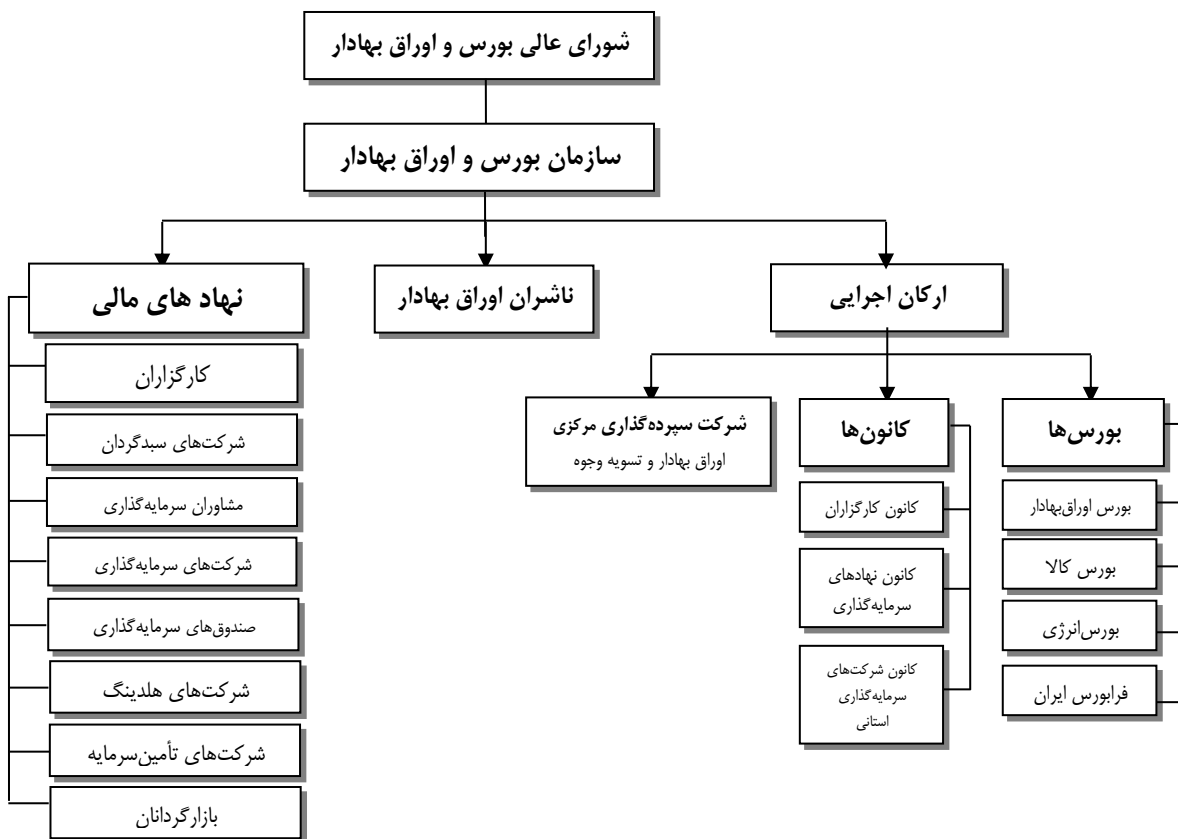 شورای عالی بورس و اوراق بهادار
سازمان بورس و اوراق بهادار
ارکان اجرایی
ناشران اوراق بهادار
نهاد های مالی
بورس‌ها
بورس اوراق‌بهادار
بورس کالا
بورس‌انرژی
فرابورس ایران
کانون‌ها
کانون کارگزاران
کانون نهادهای
سرمایه‌گذاری
کانون شرکت‌های
سرمایه‌گذاری
استانی
شرکت سپرده‌گذاری مرکزی
اوراق بهادار و تسویه وجوه
کارگزاران
شرکت‌های سبدگردان
مشاوران سرمایه‌گذاری
شرکت‌های سرمایه‌گذاری
صندوق‌های سرمایه‌گذاری
شرکت‌های هلدینگ
شرکت‌های تأمین‌سرمایه
بازارگردانان